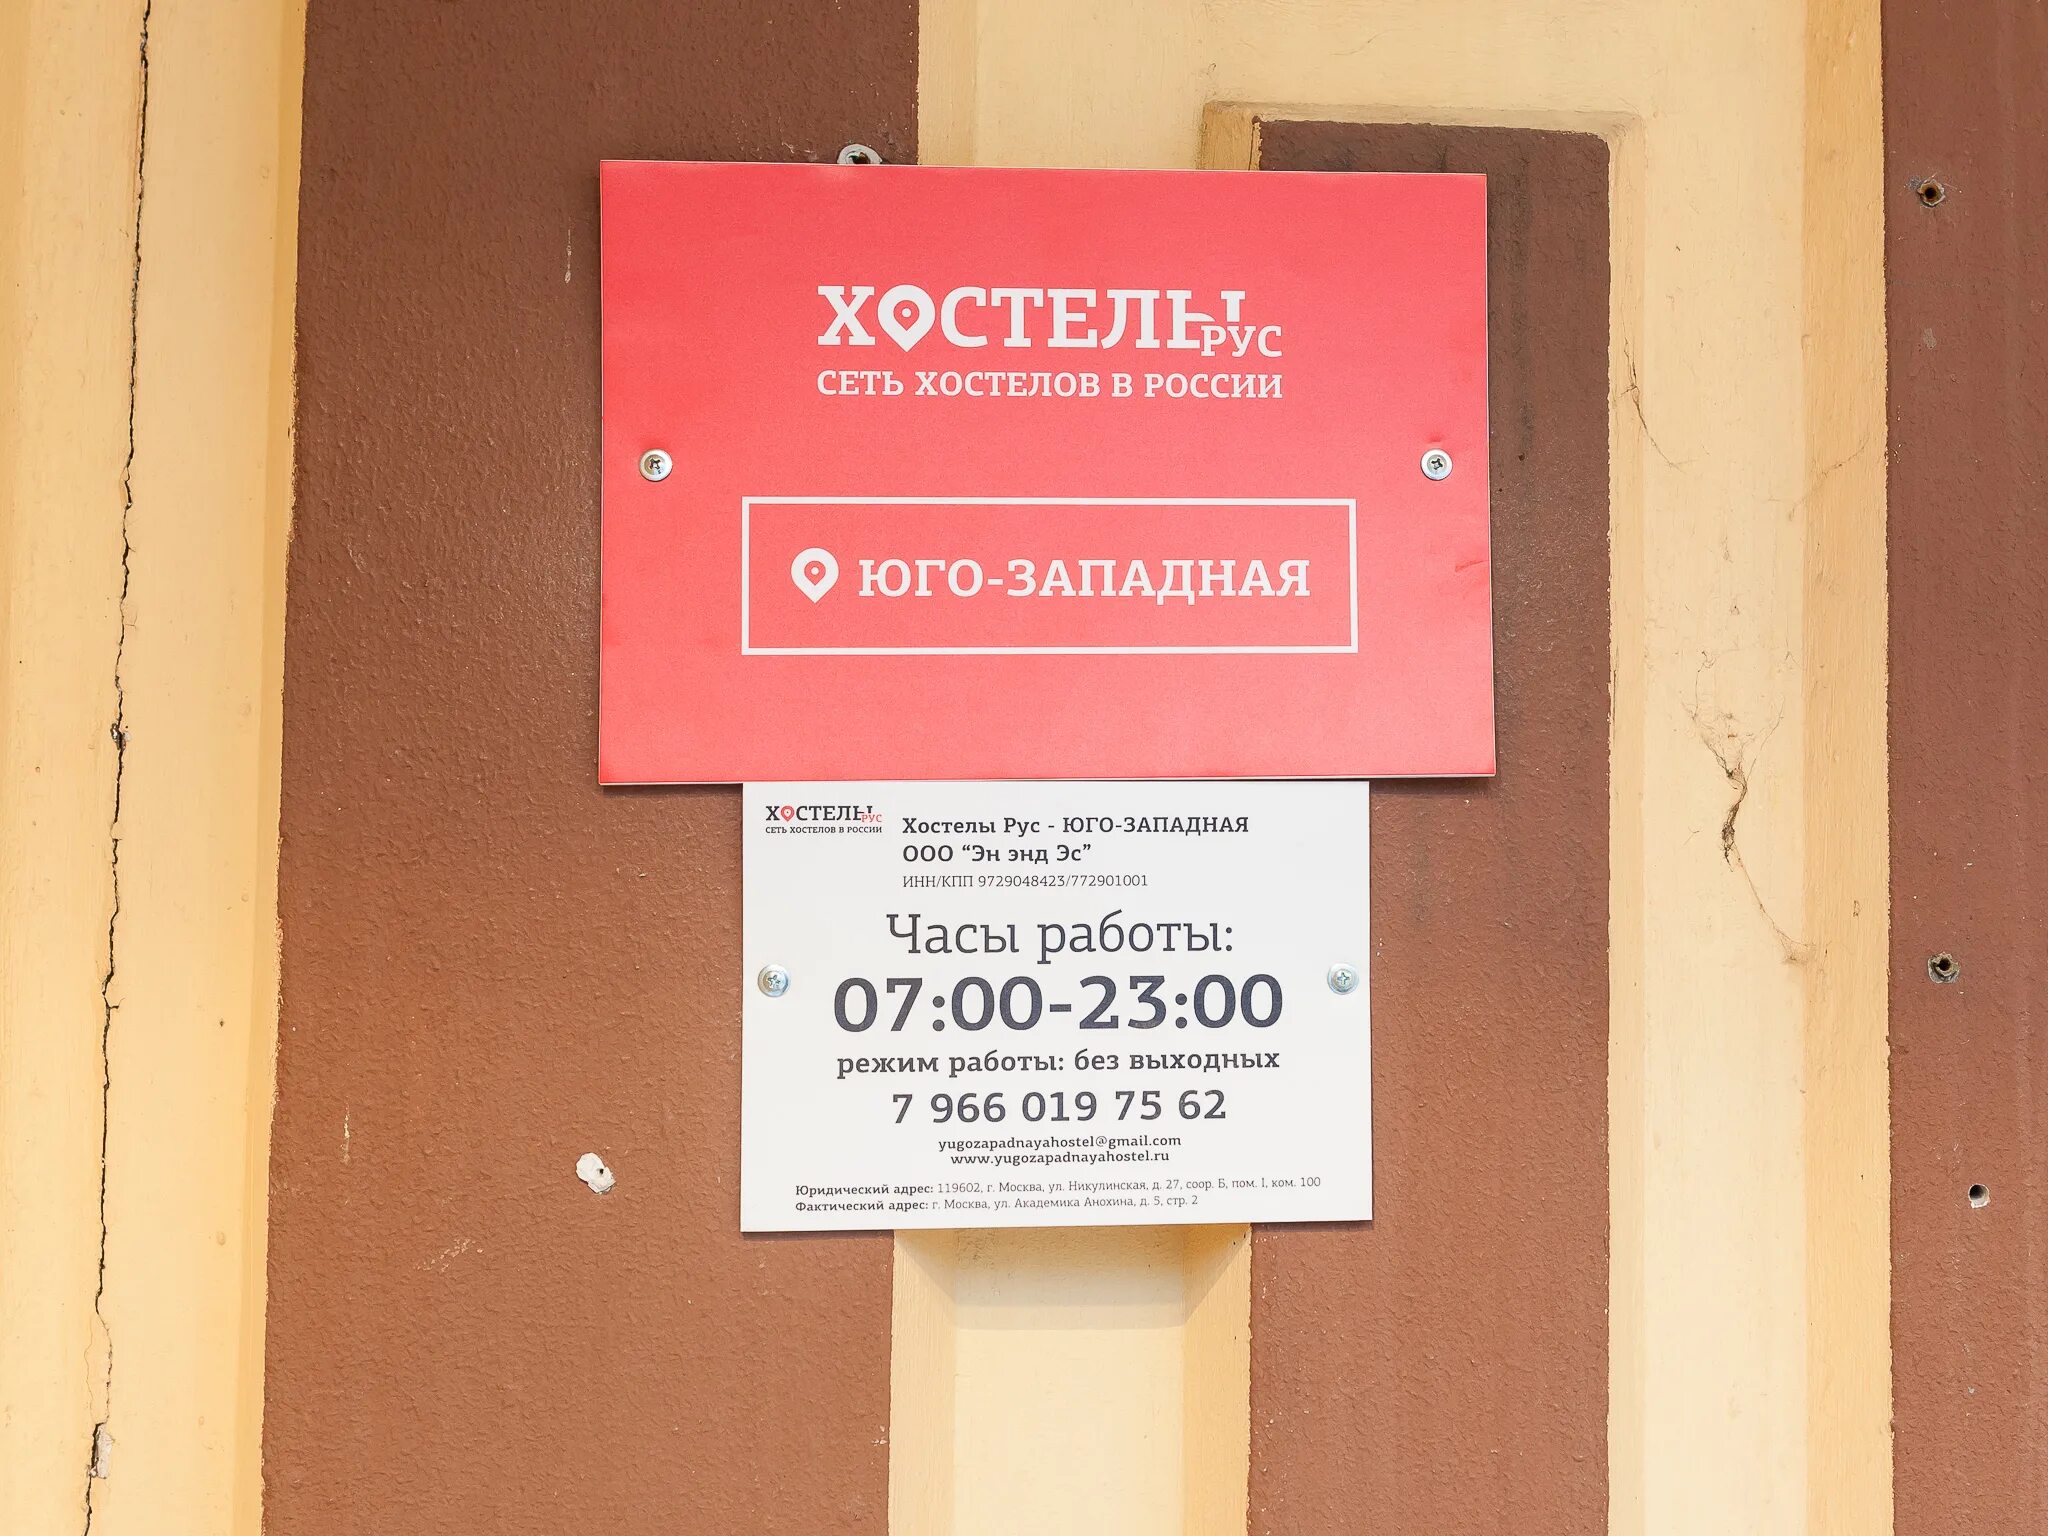 ХОСТЕЛЫ
РУС
СЕТЬ ХОСТЕЛОВ В РОССИИ
ЮГО-ЗАПАДНАЯ
ХОСТЕЛЫ
РУС
СЕТЬ ХОСТЕЛОВ В РОССИИ
Хостелы Рус - ЮГО-ЗАПАДНАЯ
ООО “Эн энд Эс”
ИНН/КПП 9729048423/772901001
Часы работы:
07:00-23:00
режим работы: без выходных
7 966 019 75 62
yugozapadnayahostel@gmail.com
www.yugozapadnayahostel.ru
Юридический адрес: 119602, г. Москва, ул. Никулинская, д. 27, соор. Б, пом. I, ком. 100
Фактический адрес: г. Москва, ул. Академика Анохина, д. 5, стр. 2